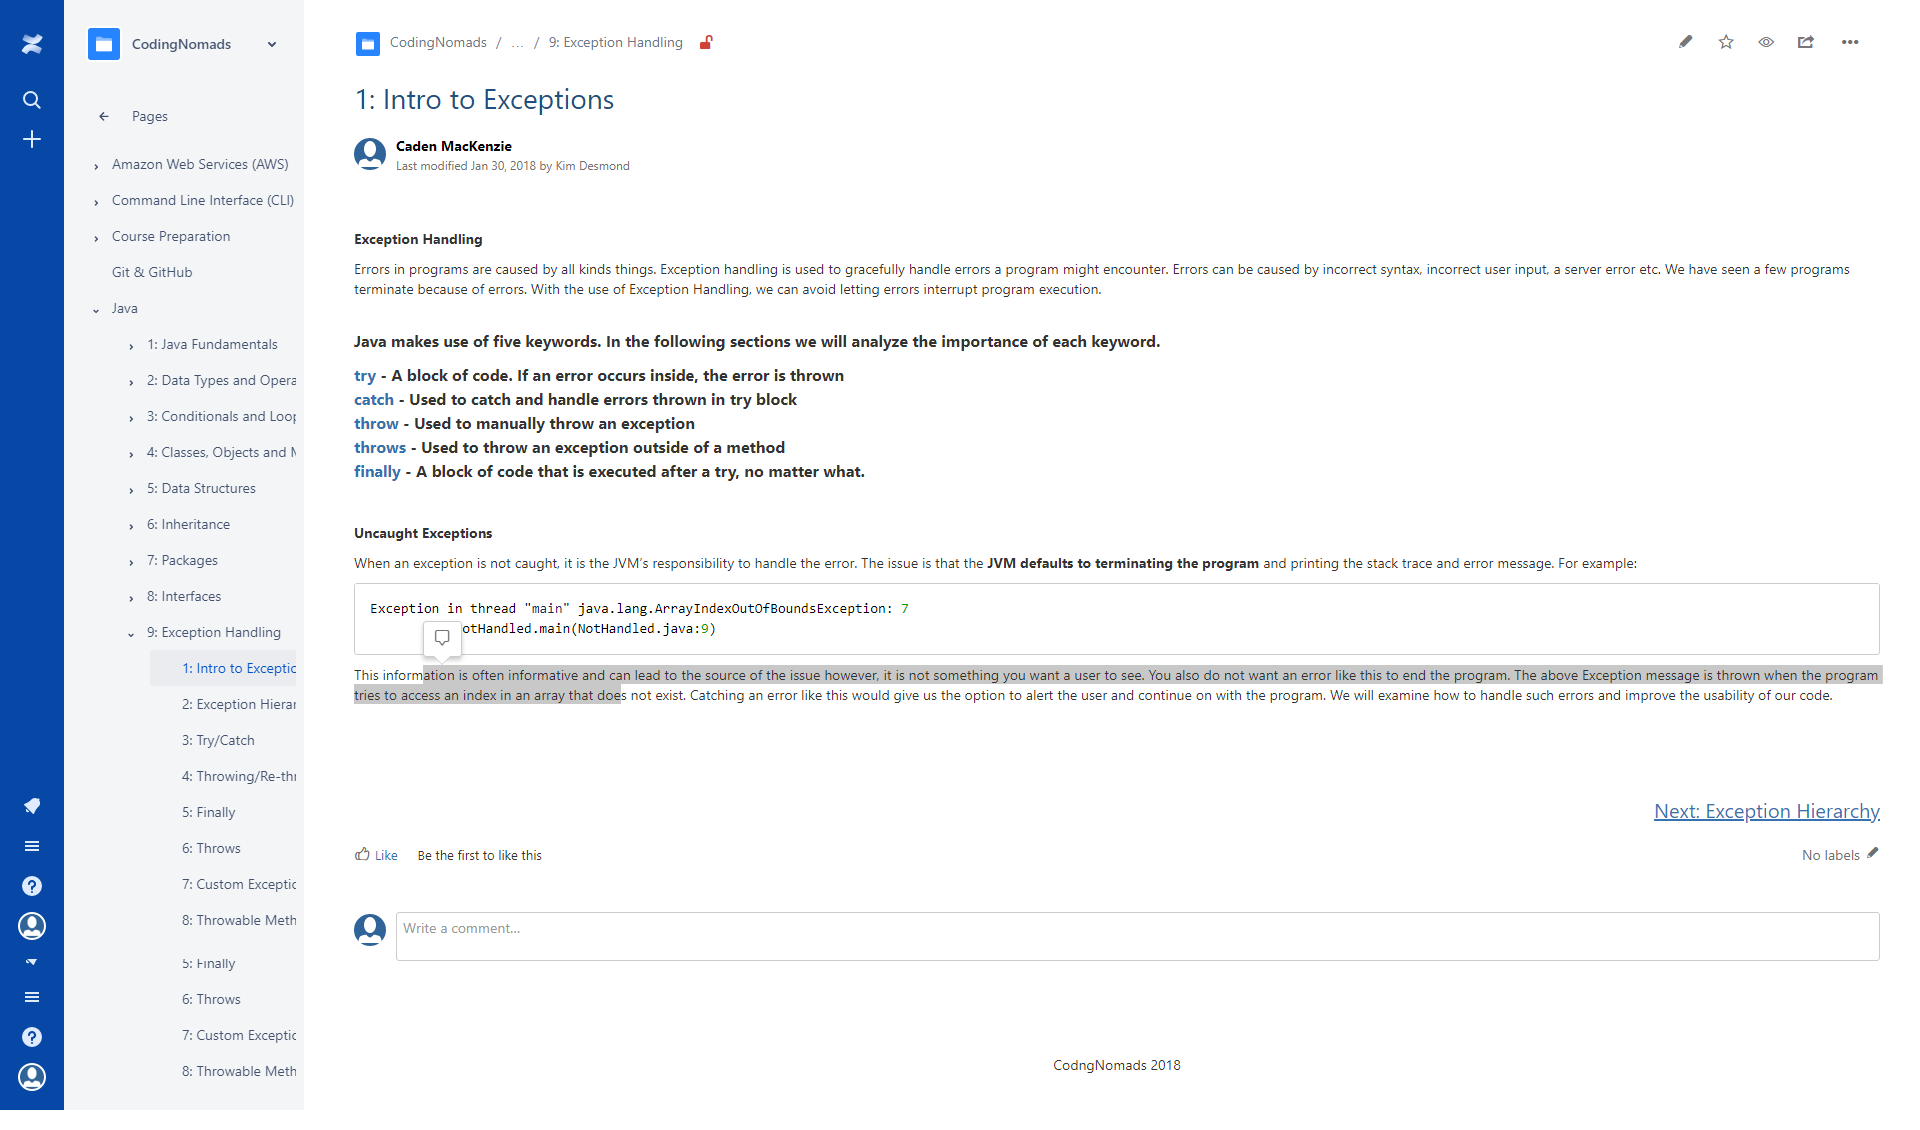 CodingNomads
Pages
Amazon Web Services (AWS)
Command Line Interface (CLI)
Course Preparation
Git & GitHub
Java
1: Java Fundamentals
2: Data Types and Opera
3: Conditionals and Loop
4: Classes, Objects and M
5: Data Structures
6: Inheritance
7: Packages
8: Interfaces
9: Exception Handling
1: Intro to Exceptio
2: Exception Hierar
3: Try/Catch
4: Throwing/Re-thr
5: Finally
6: Throws
7: Custom Exceptio
8: Throwable Meth
5: Finally
6: Throws
7: Custom Exceptio
8: Throwable Meth
CodingNomads / ... / 9: Exception Handling
1: Intro to Exceptions
Caden MacKenzie
Last modified Jan 30, 2018 by Kim Desmond
Exception Handling
Errors in programs are caused by all kinds things. Exception handling is used to gracefully handle errors a program might encounter. Errors can be caused by incorrect syntax, incorrect user input, a server error etc. We have seen a few programs
terminate because of errors. With the use of Exception Handling, we can avoid letting errors interrupt program execution.
Java makes use of five keywords. In the following sections we will analyze the importance of each keyword.
try - A block of code. If an error occurs inside, the error is thrown
catch - Used to catch and handle errors thrown in try block
throw - Used to manually throw an exception
throws - Used to throw an exception outside of a method
finally - A block of code that is executed after a try, no matter what.
Uncaught Exceptions
When an exception is not caught, it is the JVM's responsibility to handle the error. The issue is that the JVM defaults to terminating the program and printing the stack trace and error message. For example:
Exception in thread "main" java.lang.ArrayIndexOutOfBoundsException: 7
otHandled.main(NotHandled.java:9)
This information is often informative and can lead to the source of the issue however, it is not something you want a user to see. You also do not want an error like this to end the program. The above Exception message is thrown when the program
tries to access an index in an array that does not exist. Catching an error like this would give us the option to alert the user and continue on with the program. We will examine how to handle such errors and improve the usability of our code.
Next: Exception Hierarchy
Like Be the first to like this
No labels
Write a comment...
CodngNomads 2018